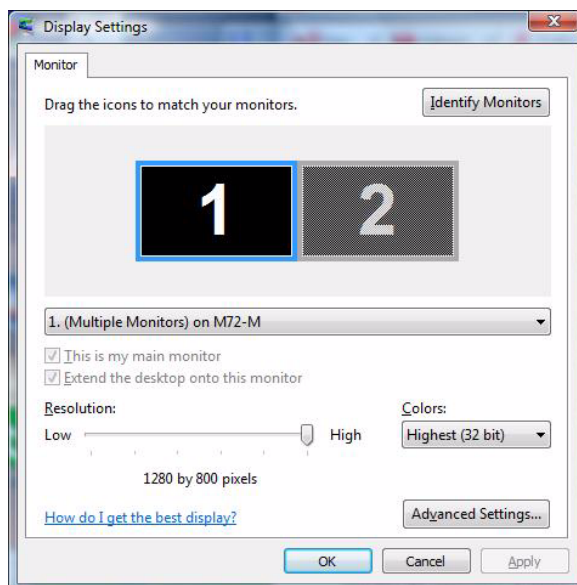 Display Settings
Monitor
Drag the icons to match your monitors.
Identify Monitors
1
2
1. (Multiple Monitors) on M72-M
This is my main monitor
Extend the desktop onto this monitor
Resolution:
Colors:
Low
High
Highest (32 bit)
1280 by 800 pixels
How do I get the best display?
Advanced Settings...
OK
Cancel
Apply